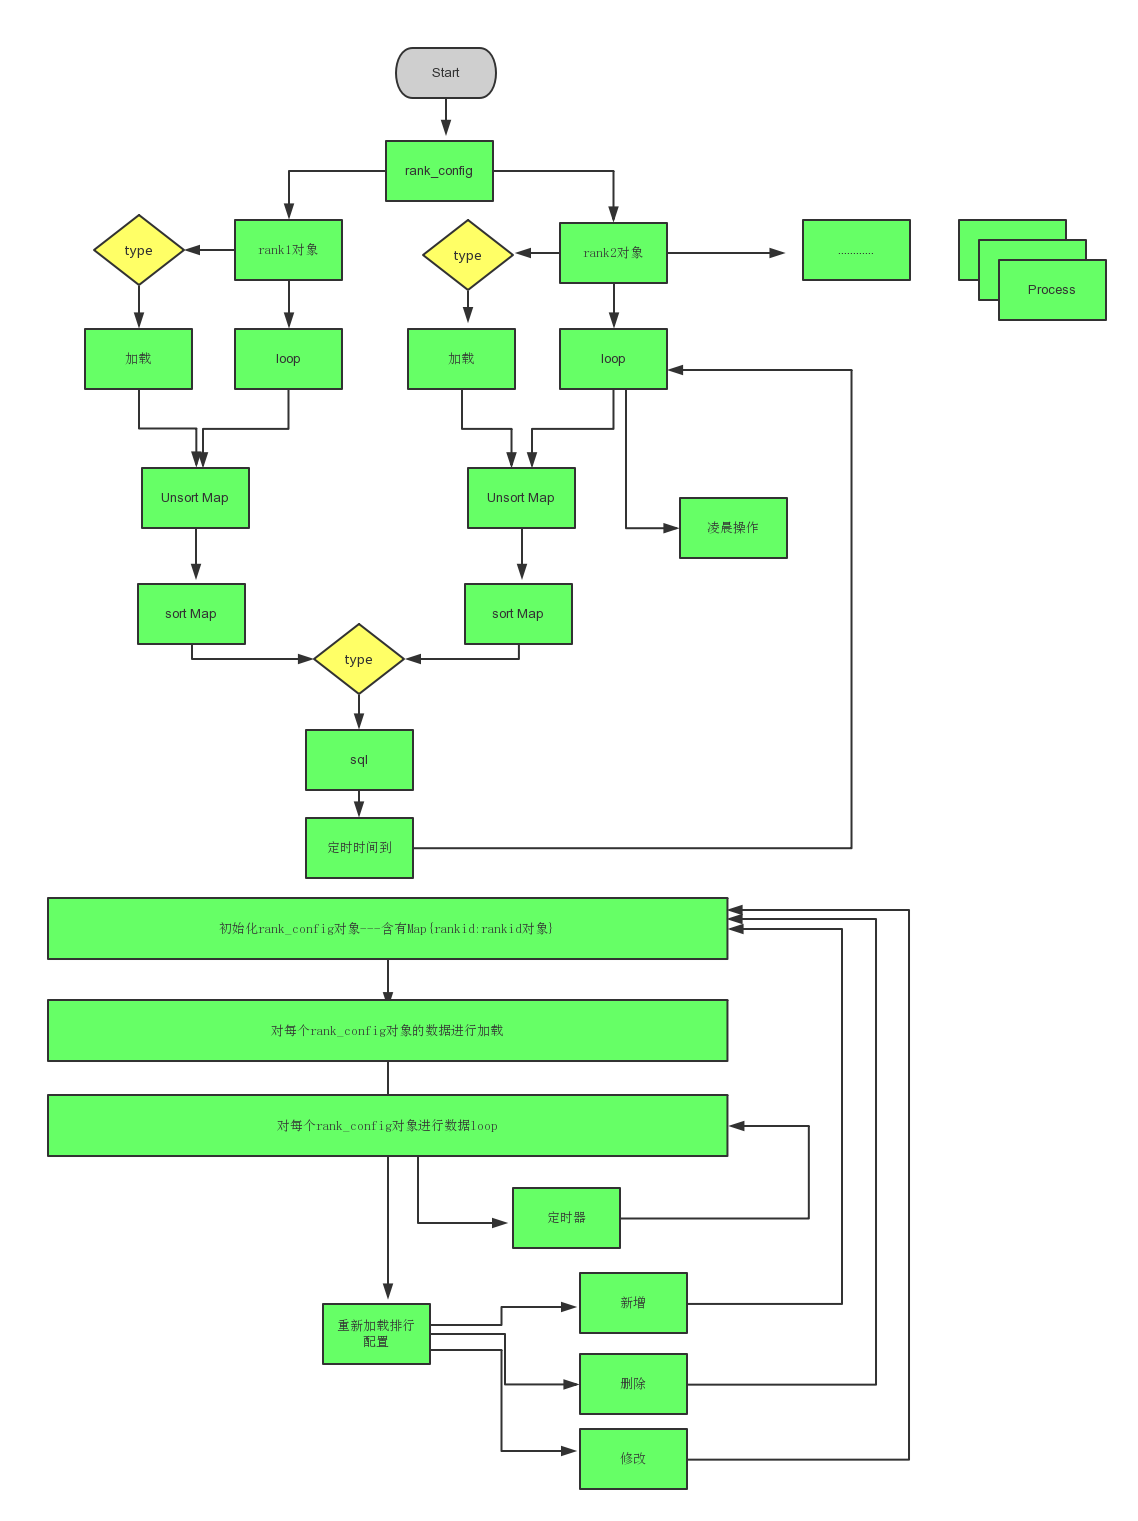 Start
rank_config
type
rank1对象
type
rank2对象
............
Process
加载
loop
加载
loop
Unsort Map
Unsort Map
凌晨操作
sort Map
sort Map
type
sql
定时时间到
初始化rank_config对象---含有Map{rankid:rankid对象}
对每个rank_config对象的数据进行加载
对每个rank_config对象进行数据loop
定时器
新增
重新加载排行
配置
删除
修改